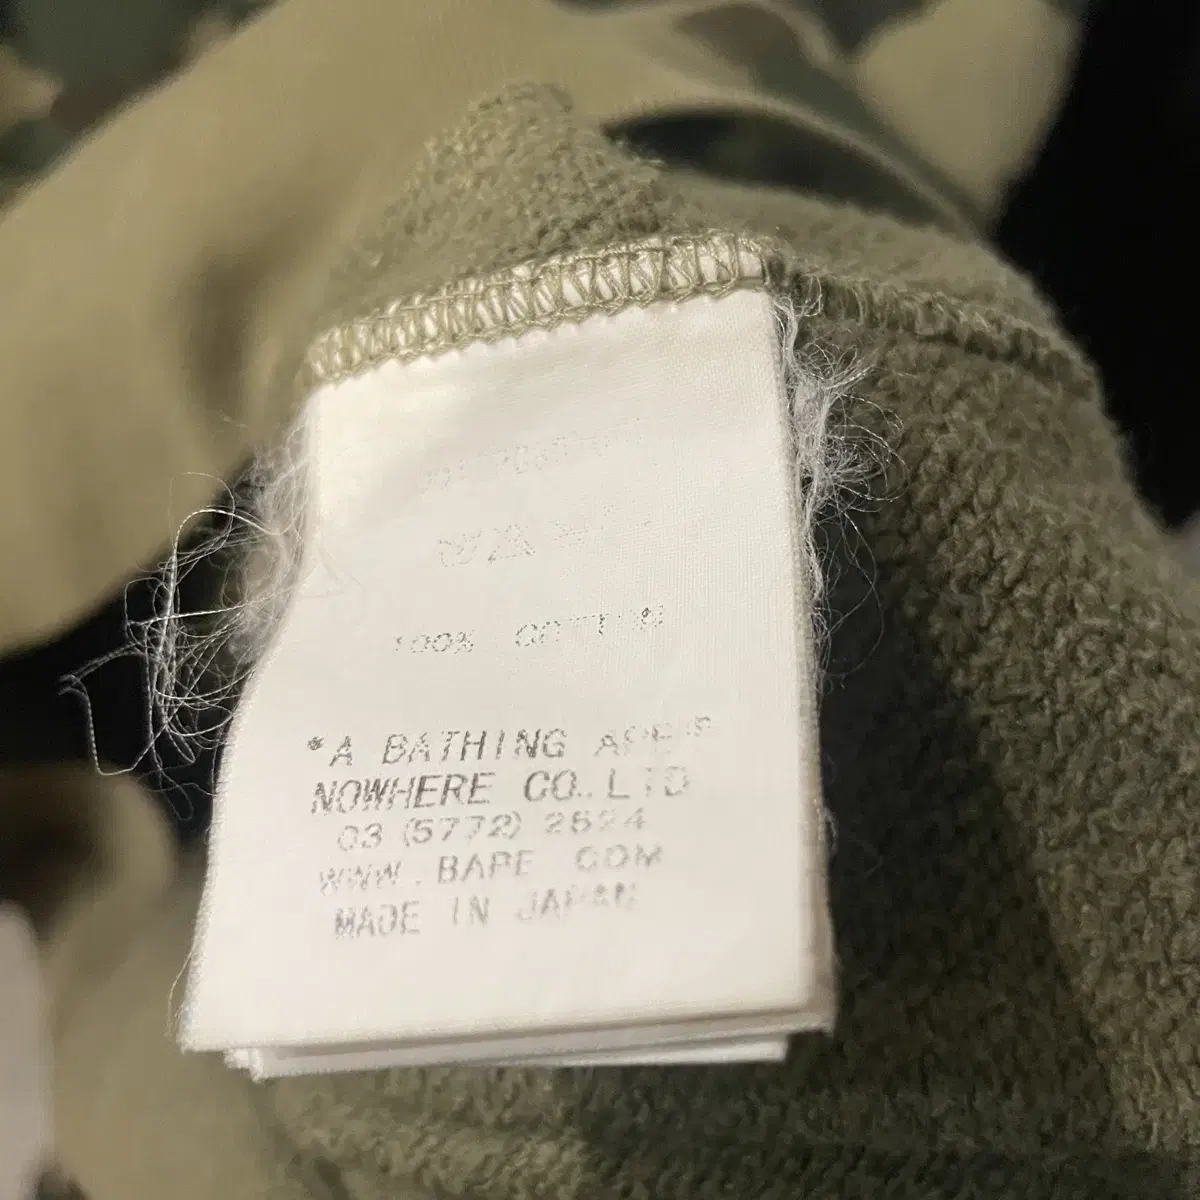 100% COTTON
*A BATHING APE®
NOWHERE CO.,LTD
03 (5772) 2524
WWW.BAPE.COM
MADE IN JAPAN